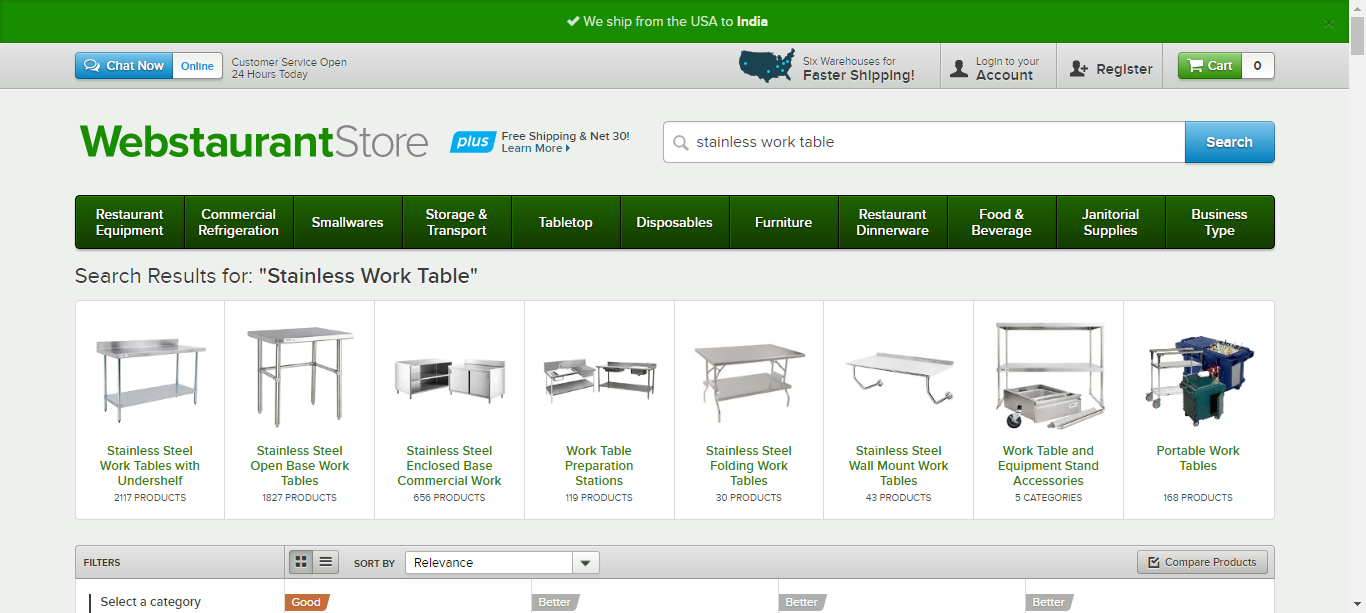 We ship from the USA to India
Chat Now
Online
Customer Service Open
24 Hours Today
Six Warehouses for
Faster Shipping!
Login to your
Account
Register
Cart
0
WebstaurantStore
plus
Free Shipping & Net 30!
Learn More
stainless work table
Search
Restaurant
Equipment
Commercial
Refrigeration
Smallwares
Storage &
Transport
Tabletop
Disposables
Furniture
Restaurant
Dinnerware
Food &
Beverage
Janitorial
Supplies
Business
Type
Search Results for: "Stainless Work Table"
Stainless Steel
Work Tables with
Undershelf
2117 PRODUCTS
Stainless Steel
Open Base Work
Tables
1827 PRODUCTS
Stainless Steel
Enclosed Base
Commercial Work
656 PRODUCTS
Work Table
Preparation
Stations
119 PRODUCTS
Stainless Steel
Folding Work
Tables
30 PRODUCTS
Stainless Steel
Wall Mount Work
Tables
43 PRODUCTS
Work Table and
Equipment Stand
Accessories
5 CATEGORIES
Portable Work
Tables
168 PRODUCTS
FILTERS
SORT BY
Relevance
Compare Products
Select a category
Good
Better
Better
Better